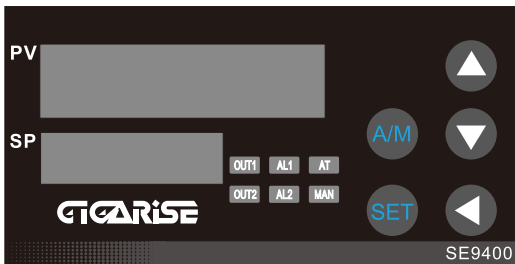 PV
A/M
SP
OUT1 AL1 AT
OUT2 AL2 MAN
SET
GIGARISE
SE9400